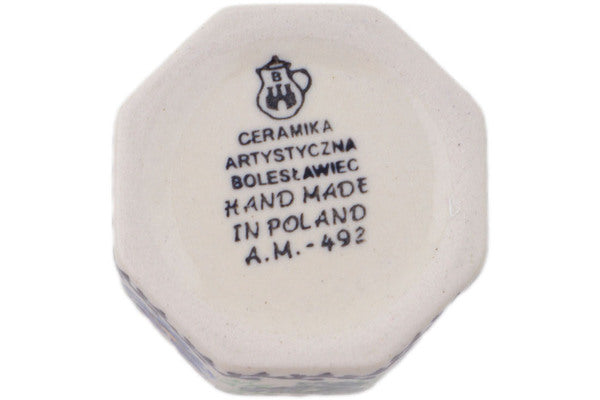 B
CERAMIKA
ARTYSTYCZNA
BOLESŁAWIEC
HAND MADE
IN POLAND
A.M.-492